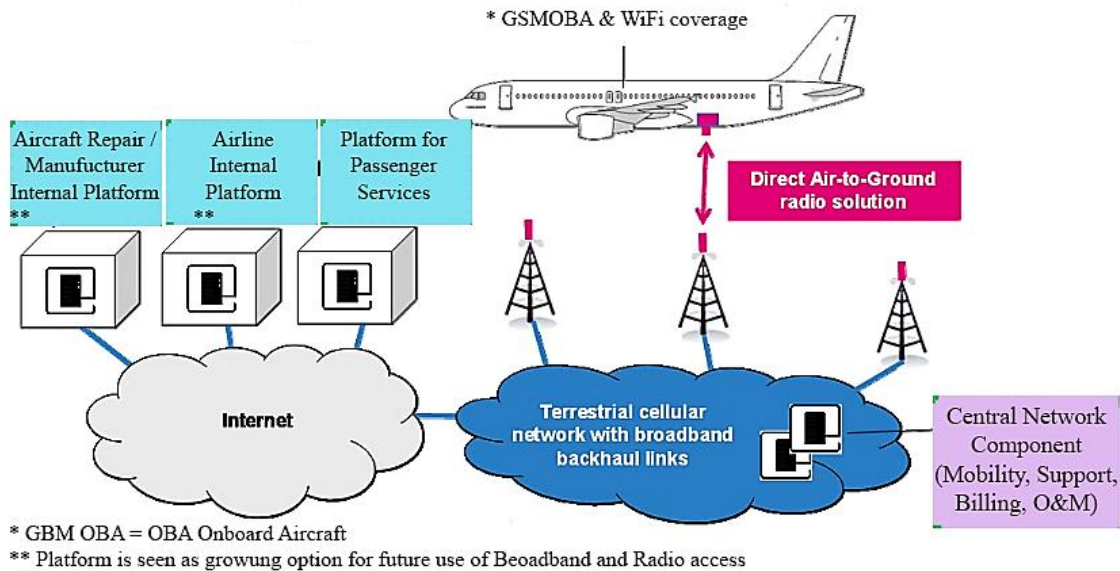 * GSMOBA & WiFi coverage
Aircraft Repair /
Manufucturer
Internal Platform
**
Airline
Internal
Platform
**
Platform for
Passenger
Services
Direct Air-to-Ground
radio solution
Internet
Terrestrial cellular
network with broadband
backhaul links
Central Network
Component
(Mobility, Support,
Billing, O&M)
* GBM OBA = OBA Onboard Aircraft
** Platform is seen as growung option for future use of Beoadband and Radio access